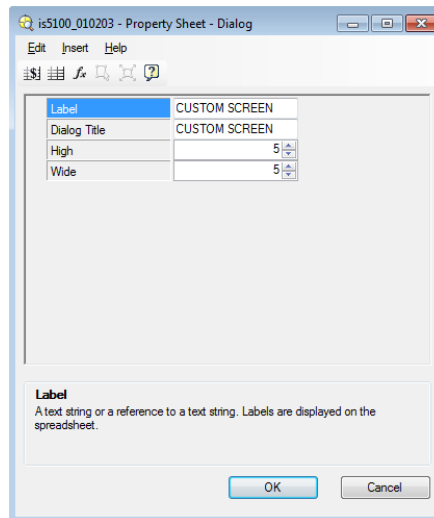 is5100_010203 - Property Sheet - Dialog
Edit Insert Help
Label CUSTOM SCREEN
Dialog Title CUSTOM SCREEN
High 5
Wide 5
Label
A text string or a reference to a text string. Labels are displayed on the
spreadsheet.
OK Cancel